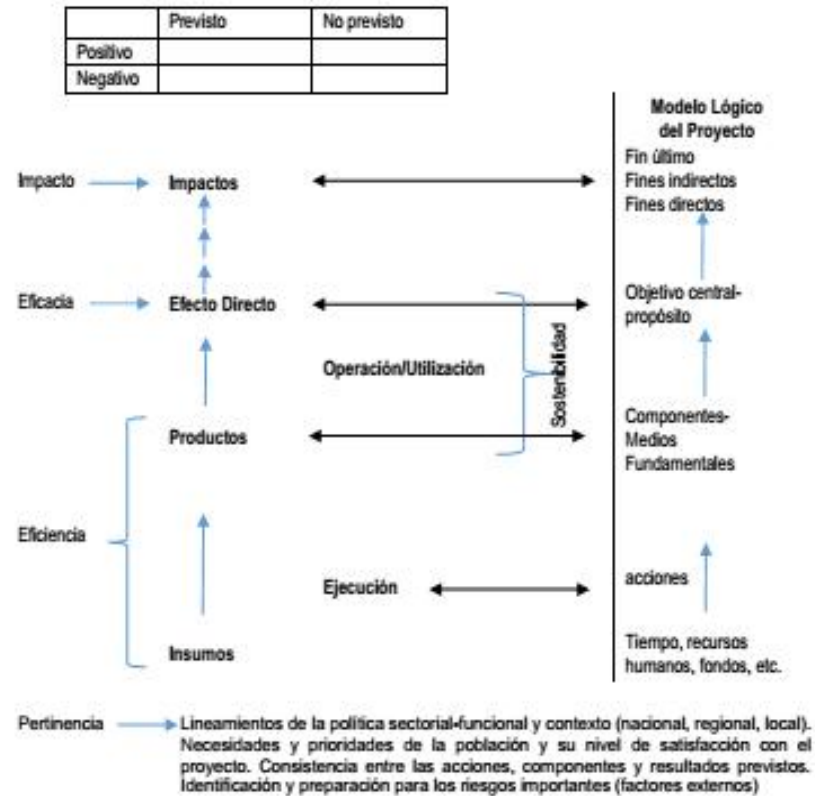 Previsto No previsto
Positivo
Negativo
Modelo Lógico
del Proyecto
Fin último
Impacto Impactos Fines indirectos
Fines directos
Eficacia Efecto Directo Objetivo central-
propósito
Sostenibilidad
Operación/Utilización
Componentes-
Productos Medios
Fundamentales
Eficiencia
Ejecución acciones
Insumos Tiempo, recursos
humanos, fondos, etc.
Pertinencia Lineamientos de la política sectorial-funcional y contexto (nacional, regional, local).
Necesidades y prioridades de la población y su nivel de satisfacción con el
proyecto. Consistencia entre las acciones, componentes y resultados previstos.
Identificación y preparación para los riesgos importantes (factores externos)